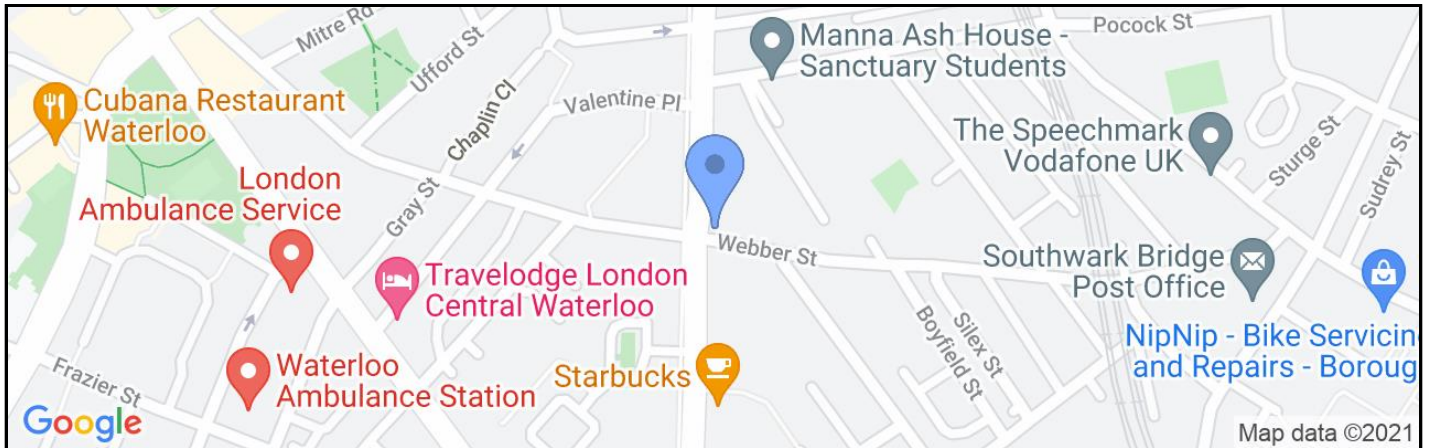 Mitre Rd
Ufford St
Manna Ash House -
Sanctuary Students
Pocock St
Cubana Restaurant
Waterloo
Chaplin Cl
Valentine Pl
The Speechmark
Vodafone UK
Sturge St
Sudrey St
London
Ambulance Service
Gray St
Webber St
Travelodge London
Central Waterloo
Southwark Bridge
Post Office
Silex St
Boyfield St
NipNip - Bike Servicin
and Repairs - Boroug
Frazier St
Waterloo
Ambulance Station
Starbucks
Google
Map data ©2021